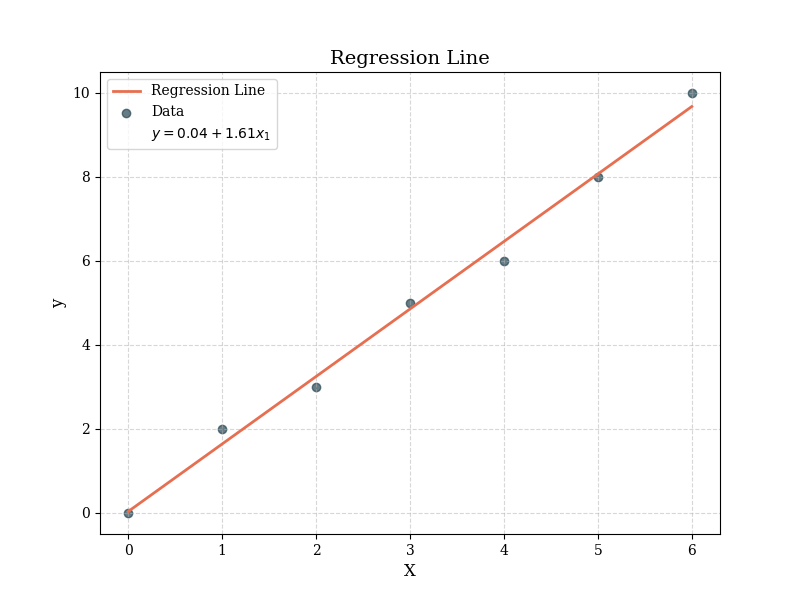 Regression Line
Regression Line
Data
y = 0.04 + 1.61x₁
10
8
6
4
2
0
y
0 1 2 3 4 5 6
X